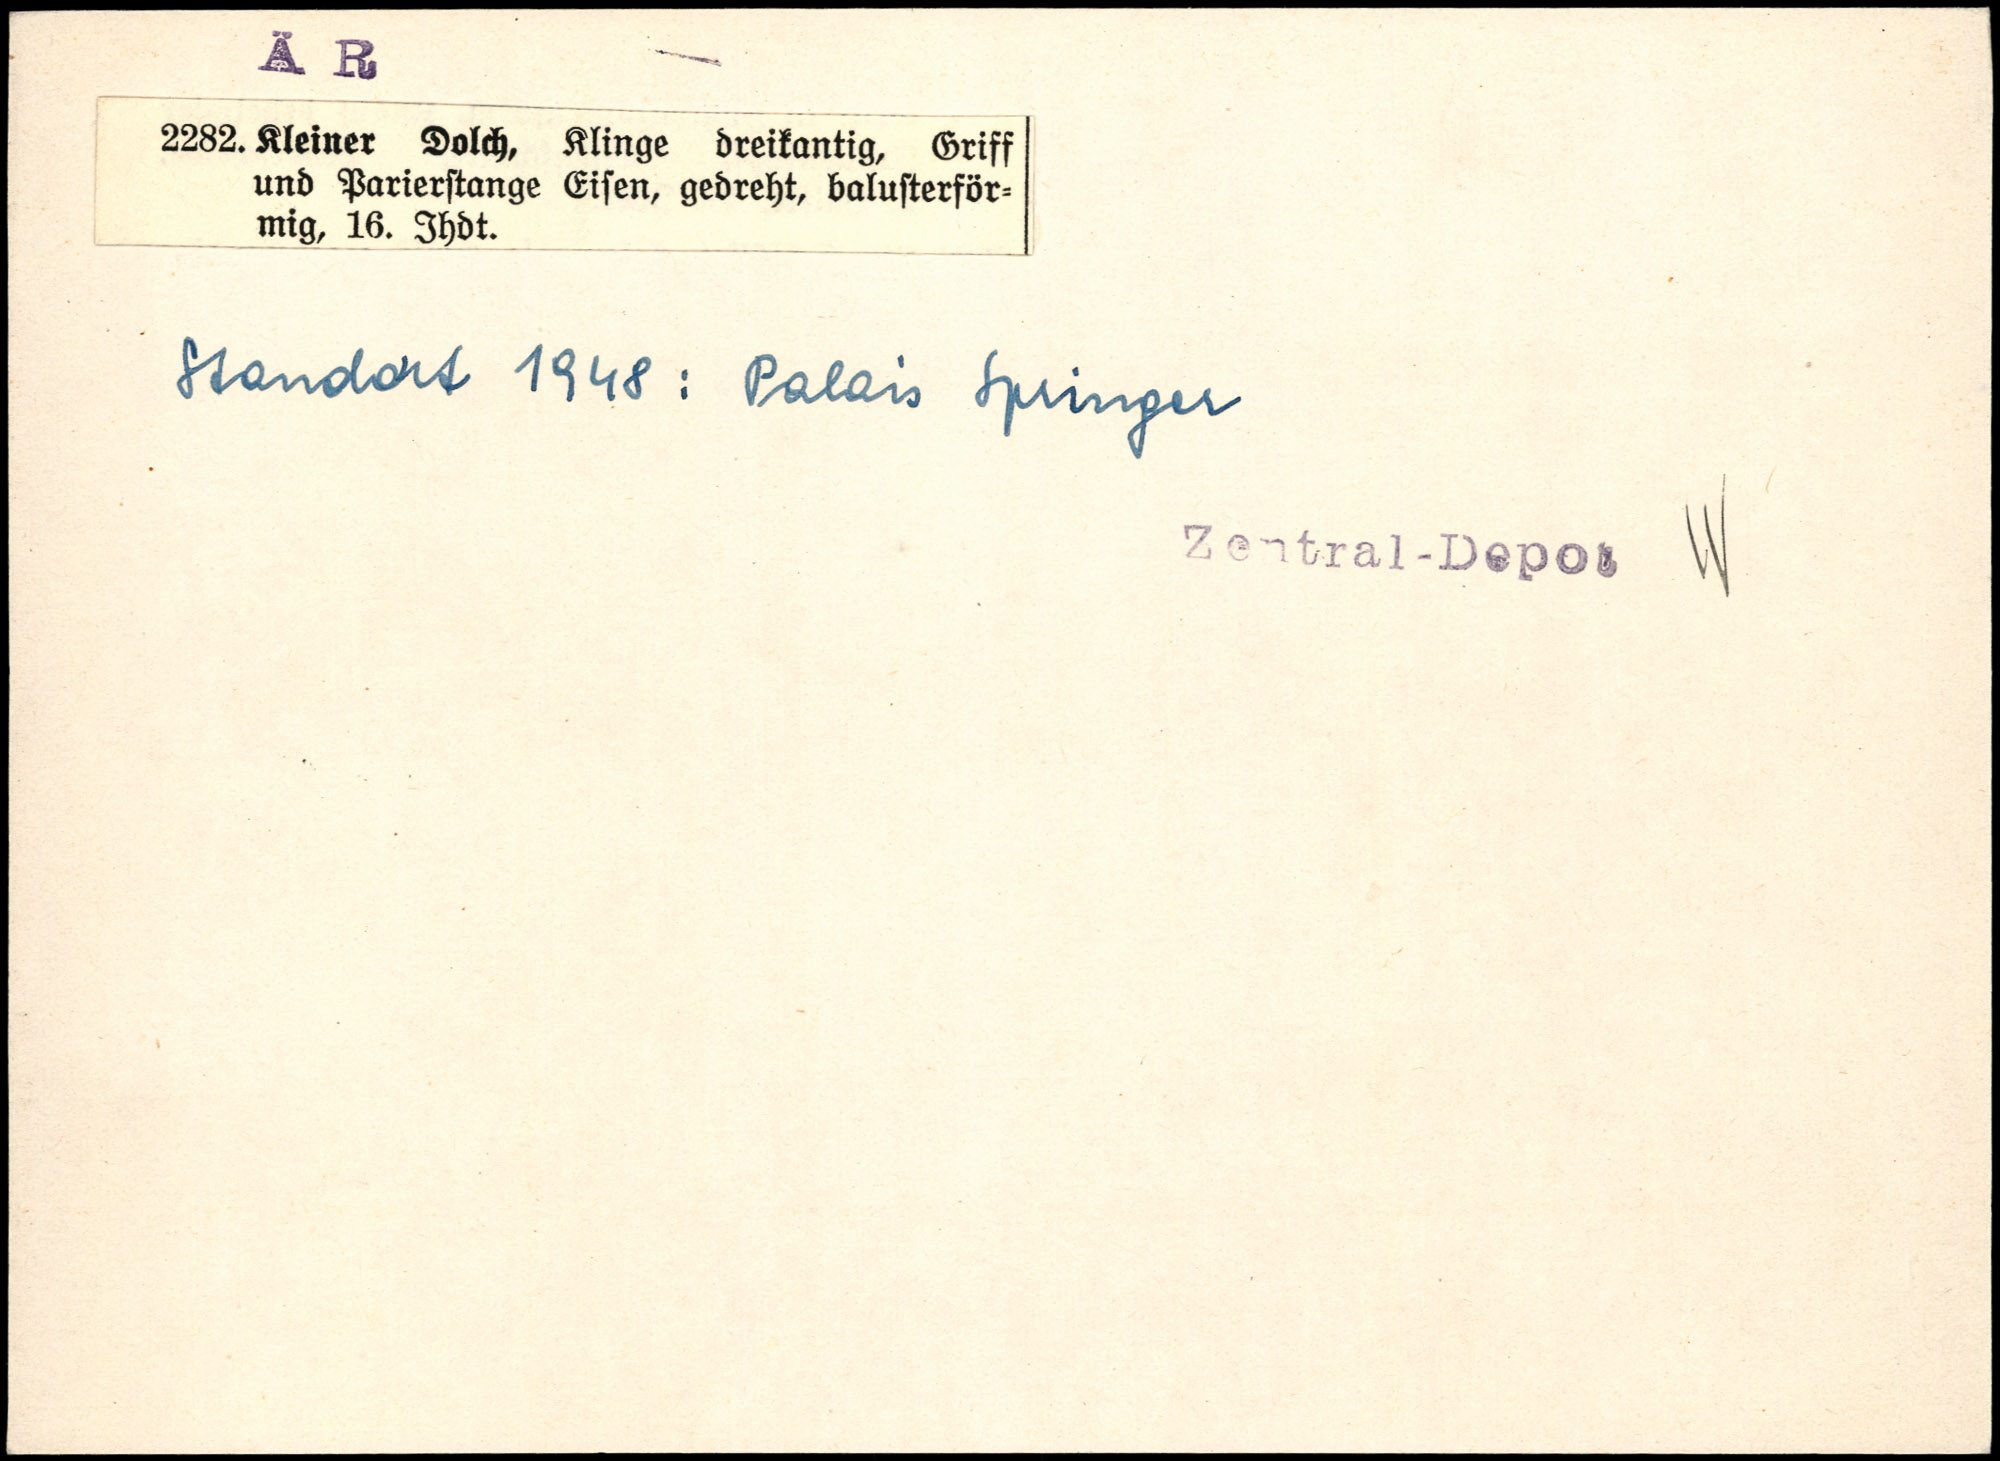 Ä R
2282. Kleiner Dolch, Klinge dreikantig, Griff
und Parierstange Eisen, gedreht, balusterför-
mig, 16. Jhdt.
Standort 1948: Palais Springer
Zentral-Depot W